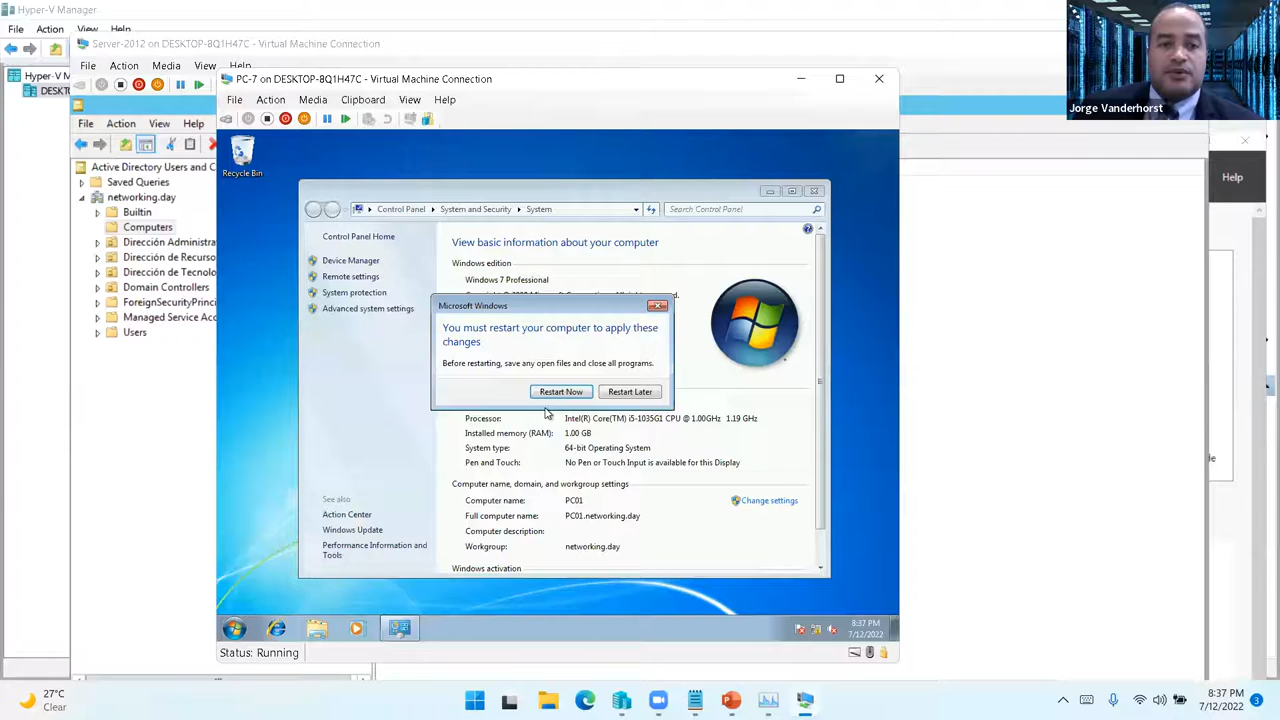 Hyper-V Manager
File Action View Help
Server-2012 on DESKTOP-8Q1H47C - Virtual Machine Connection
File Action Media View Help
Hyper-V M
DESKT
File Action View Help
Active Directory Users and C
Saved Queries
networking.day
Builtin
Computers
Dirección Administra
Dirección de Recurso
Dirección de Tecnolo
Domain Controllers
ForeignSecurityPrinci
Managed Service Acc
Users
PC-7 on DESKTOP-8Q1H47C - Virtual Machine Connection
File Action Media Clipboard View Help
Recycle Bin
Control Panel System and Security System
Search Control Panel
Control Panel Home
Device Manager
Remote settings
System protection
Advanced system settings
See also
Action Center
Windows Update
Performance Information and
Tools
View basic information about your computer
Windows edition
Windows 7 Professional
Microsoft Windows
You must restart your computer to apply these
changes
Before restarting, save any open files and close all programs.
Restart Now Restart Later
Processor: Intel(R) Core(TM) i5-1035G1 CPU @ 1.00GHz 1.19 GHz
Installed memory (RAM): 1.00 GB
System type: 64-bit Operating System
Pen and Touch: No Pen or Touch Input is available for this Display
Computer name, domain, and workgroup settings
Computer name: PC01
Change settings
Full computer name: PC01.networking.day
Computer description:
Workgroup: networking.day
Windows activation
8:37 PM
7/12/2022
Status: Running
Jorge Vanderhorst
Help
27°C
Clear
8:37 PM
7/12/2022
3